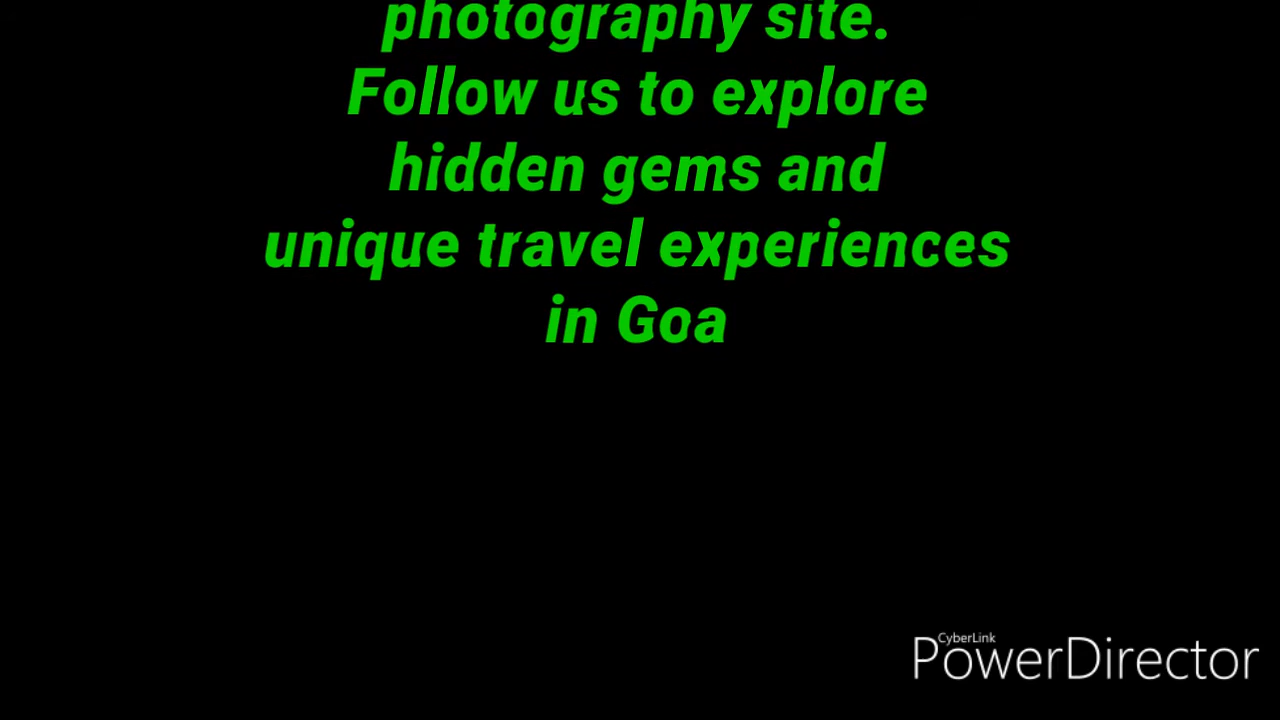 photography site.
Follow us to explore
hidden gems and
unique travel experiences
in Goa
CyberLink
PowerDirector